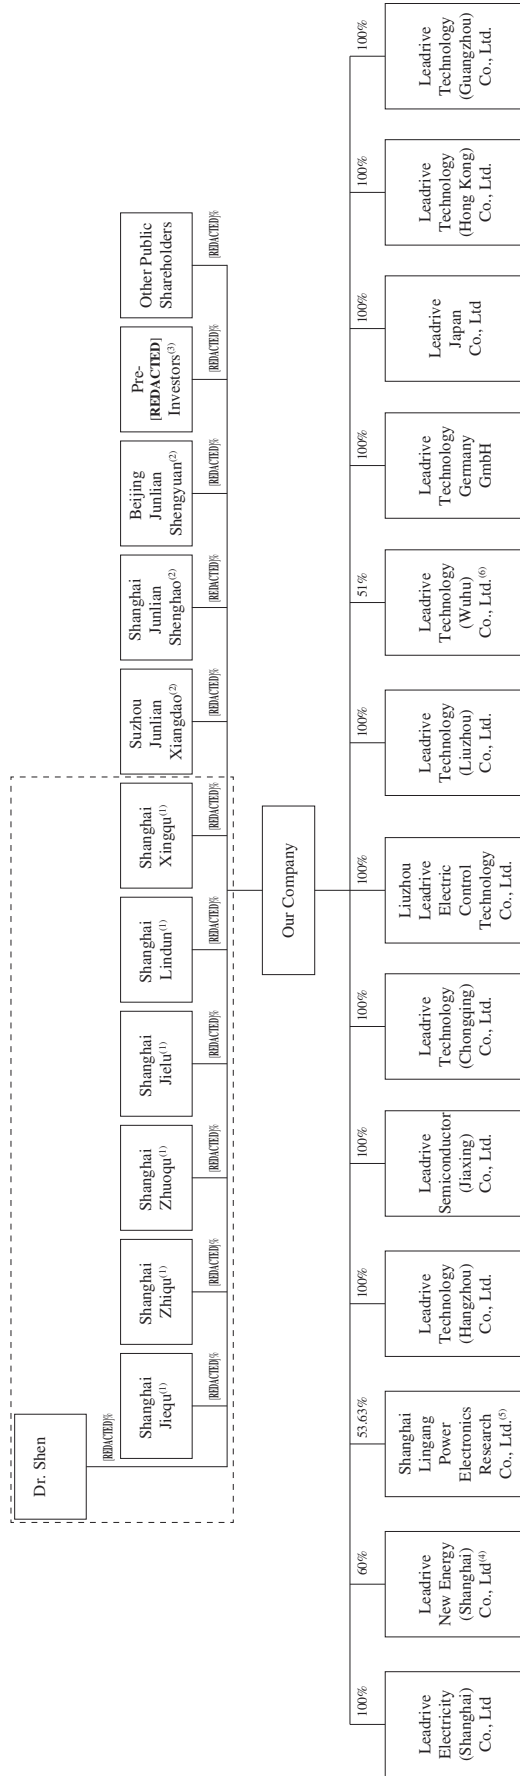 Dr. Shen
[REDACTED]%
Shanghai
Jiequ(1)
Shanghai
Zhiqu(1)
Shanghai
Zhuoqu(1)
Shanghai
Jielu(1)
Shanghai
Lindun(1)
Shanghai
Xingqu(1)
Suzhou
Junlian
Xiangdao(2)
Shanghai
Junlian
Shenghao(2)
Beijing
Junlian
Shengyuan(2)
Pre-
[REDACTED]
Investors(3)
Other Public
Shareholders
[REDACTED]%
[REDACTED]%
[REDACTED]%
[REDACTED]%
[REDACTED]%
[REDACTED]%
[REDACTED]%
[REDACTED]%
[REDACTED]%
[REDACTED]%
[REDACTED]%
Our Company
100%
60%
53.63%
100%
100%
100%
100%
100%
51%
100%
100%
100%
100%
Leadrive
Electricity
(Shanghai)
Co., Ltd
Leadrive
New Energy
(Shanghai)
Co., Ltd(4)
Shanghai
Lingang
Power
Electronics
Research
Co., Ltd.(5)
Leadrive
Technology
(Hangzhou)
Co., Ltd.
Leadrive
Semiconductor
(Jiaxing)
Co., Ltd.
Leadrive
Technology
(Chongqing)
Co., Ltd.
Liuzhou
Leadrive
Electric
Control
Technology
Co., Ltd.
Leadrive
Technology
(Liuzhou)
Co., Ltd.
Leadrive
Technology
(Wuhu)
Co., Ltd.(6)
Leadrive
Technology
Germany
GmbH
Leadrive
Japan
Co., Ltd
Leadrive
Technology
(Hong Kong)
Co., Ltd.
Leadrive
Technology
(Guangzhou)
Co., Ltd.